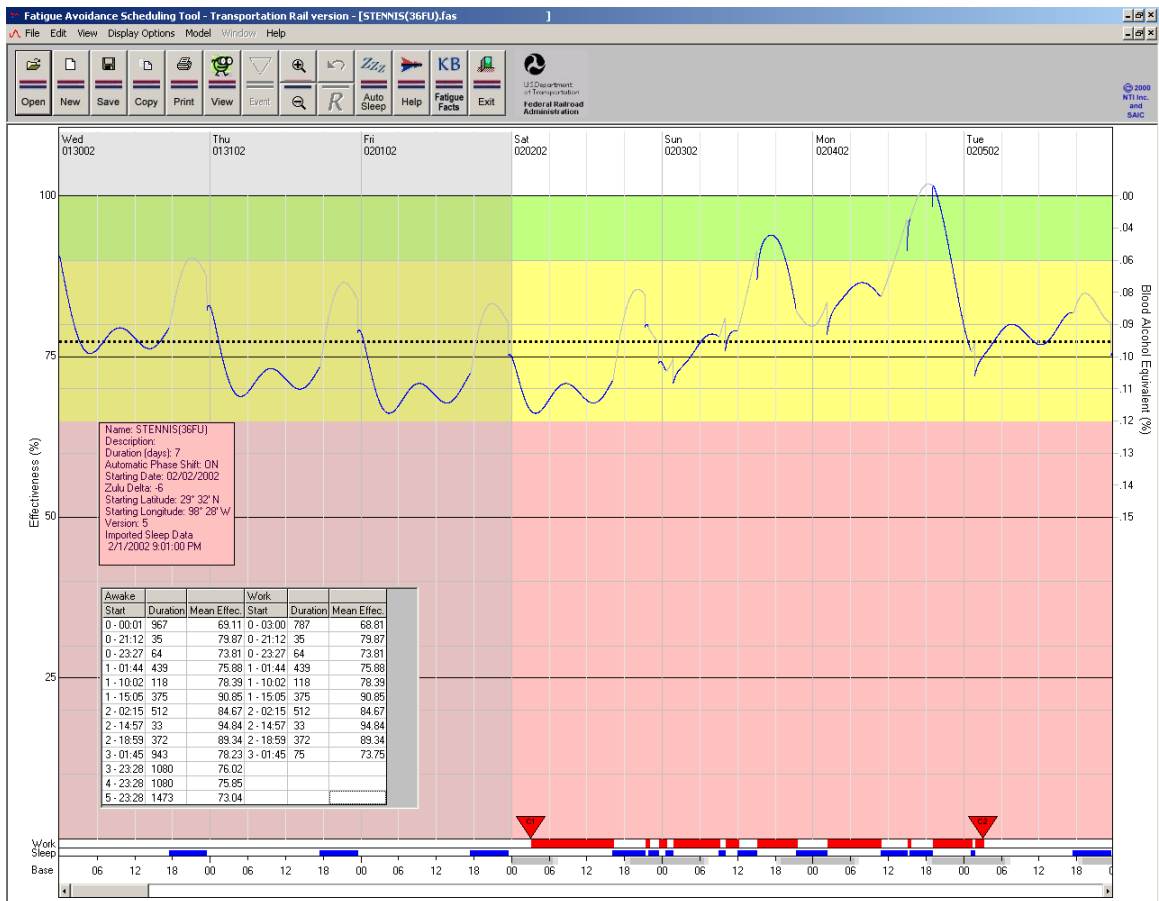 Fatigue Avoidance Scheduling Tool - Transportation Rail version - [STENNIS(36FU).fas ]
File Edit View Display Options Model Window Help
Open New Save Copy Print View Event R Zzz Auto Sleep Help KB Fatigue Facts Exit
U.S.Department
of Transportation
Federal Railroad
Administration
© 2000
NTI Inc.
and
SAIC
Wed Thu Fri Sat Sun Mon Tue
013002 013102 020102 020202 020302 020402 020502
100
75
50
25
Effectiveness (%)
.00
.04
.06
.08
.09
.10
.11
.12
.13
.14
.15
Blood Alcohol Equivalent (%)
Name: STENNIS(36FU)
Description:
Duration (days): 7
Automatic Phase Shift: ON
Starting Date: 02/02/2002
Zulu Delta: -6
Starting Latitude: 29° 32' N
Starting Longitude: 98° 28' W
Version: 5
Imported Sleep Data
2/1/2002 9:01:00 PM
Awake Work
Start Duration Mean Effec. Start Duration Mean Effec.
0 - 00:01 967 69.11 0 - 03:00 787 68.81
0 - 21:12 35 79.87 0 - 21:12 35 79.87
0 - 23:27 64 73.81 0 - 23:27 64 73.81
1 - 01:44 439 75.88 1 - 01:44 439 75.88
1 - 10:02 118 78.39 1 - 10:02 118 78.39
1 - 15:05 375 90.85 1 - 15:05 375 90.85
2 - 02:15 512 84.67 2 - 02:15 512 84.67
2 - 14:57 33 94.84 2 - 14:57 33 94.84
2 - 18:59 372 89.34 2 - 18:59 372 89.34
3 - 01:45 943 78.23 3 - 01:45 75 73.75
3 - 23:28 1080 76.02
4 - 23:28 1080 75.85
5 - 23:28 1473 73.04
C1 C2
Work
Sleep
Base 06 12 18 00 06 12 18 00 06 12 18 00 06 12 18 00 06 12 18 00 06 12 18 00 06 12 18 0